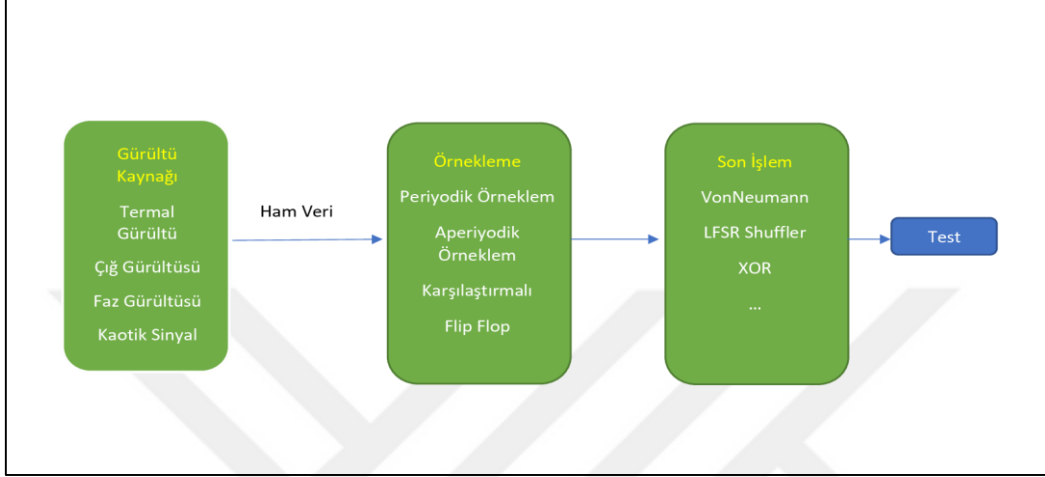 Gürültü
Kaynağı
Termal
Gürültü
Çığ Gürültüsü
Faz Gürültüsü
Kaotik Sinyal
Ham Veri
Örnekleme
Periyodik Örneklem
Aperiyodik
Örneklem
Karşılaştırmalı
Flip Flop
Son İşlem
VonNeumann
LFSR Shuffler
XOR
...
Test